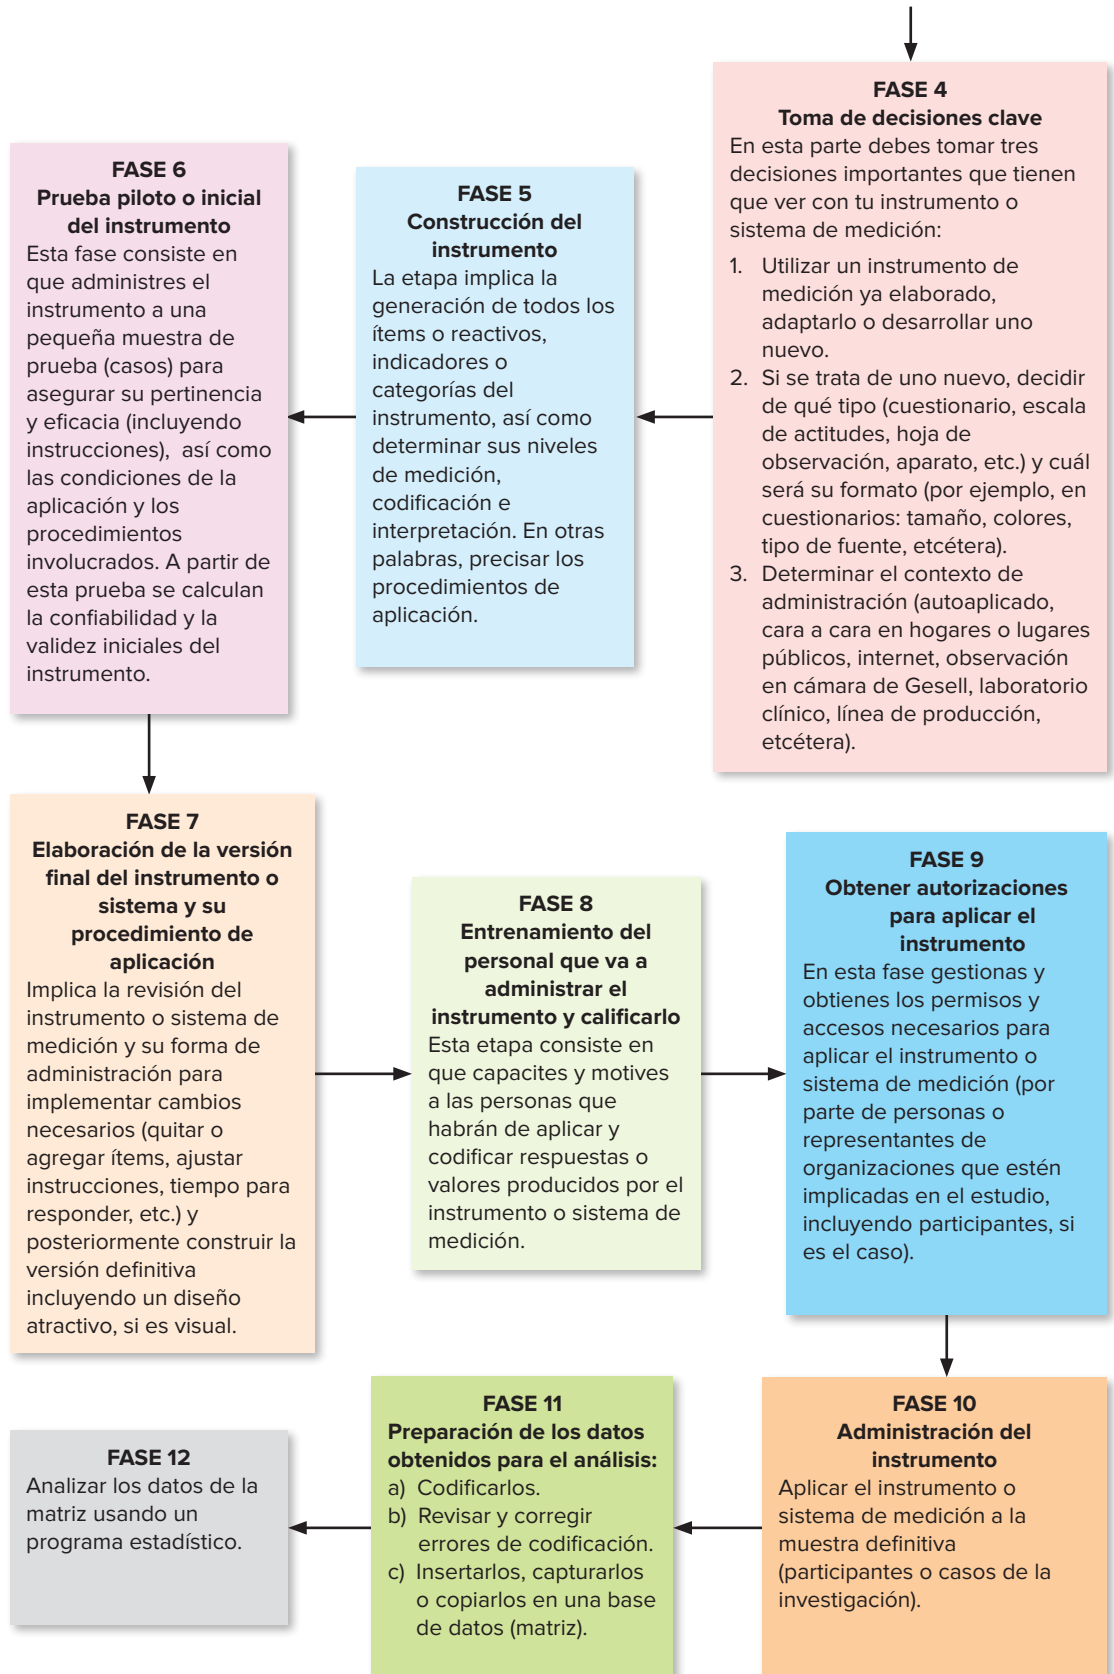 FASE 4
Toma de decisiones clave
En esta parte debes tomar tres
decisiones importantes que tienen
que ver con tu instrumento o
sistema de medición:
1. Utilizar un instrumento de
medición ya elaborado,
adaptarlo o desarrollar uno
nuevo.
2. Si se trata de uno nuevo, decidir
de qué tipo (cuestionario, escala
de actitudes, hoja de
observación, aparato, etc.) y cuál
será su formato (por ejemplo, en
cuestionarios: tamaño, colores,
tipo de fuente, etcétera).
3. Determinar el contexto de
administración (autoaplicado,
cara a cara en hogares o lugares
públicos, internet, observación
en cámara de Gesell, laboratorio
clínico, línea de producción,
etcétera).
FASE 5
Construcción del
instrumento
La etapa implica la
generación de todos los
ítems o reactivos,
indicadores o
categorías del
instrumento, así como
determinar sus niveles
de medición,
codificación e
interpretación. En otras
palabras, precisar los
procedimientos de
aplicación.
FASE 6
Prueba piloto o inicial
del instrumento
Esta fase consiste en
que administres el
instrumento a una
pequeña muestra de
prueba (casos) para
asegurar su pertinencia
y eficacia (incluyendo
instrucciones), así como
las condiciones de la
aplicación y los
procedimientos
involucrados. A partir de
esta prueba se calculan
la confiabilidad y la
validez iniciales del
instrumento.
FASE 7
Elaboración de la versión
final del instrumento o
sistema y su
procedimiento de
aplicación
Implica la revisión del
instrumento o sistema de
medición y su forma de
administración para
implementar cambios
necesarios (quitar o
agregar ítems, ajustar
instrucciones, tiempo para
responder, etc.) y
posteriormente construir la
versión definitiva
incluyendo un diseño
atractivo, si es visual.
FASE 8
Entrenamiento del
personal que va a
administrar el
instrumento y calificarlo
Esta etapa consiste en
que capacites y motives
a las personas que
habrán de aplicar y
codificar respuestas o
valores producidos por el
instrumento o sistema de
medición.
FASE 9
Obtener autorizaciones
para aplicar el
instrumento
En esta fase gestionas y
obtienes los permisos y
accesos necesarios para
aplicar el instrumento o
sistema de medición (por
parte de personas o
representantes de
organizaciones que estén
implicadas en el estudio,
incluyendo participantes, si
es el caso).
FASE 10
Administración del
instrumento
Aplicar el instrumento o
sistema de medición a la
muestra definitiva
(participantes o casos de la
investigación).
FASE 11
Preparación de los datos
obtenidos para el análisis:
a) Codificarlos.
b) Revisar y corregir
errores de codificación.
c) Insertarlos, capturarlos
o copiarlos en una base
de datos (matriz).
FASE 12
Analizar los datos de la
matriz usando un
programa estadístico.